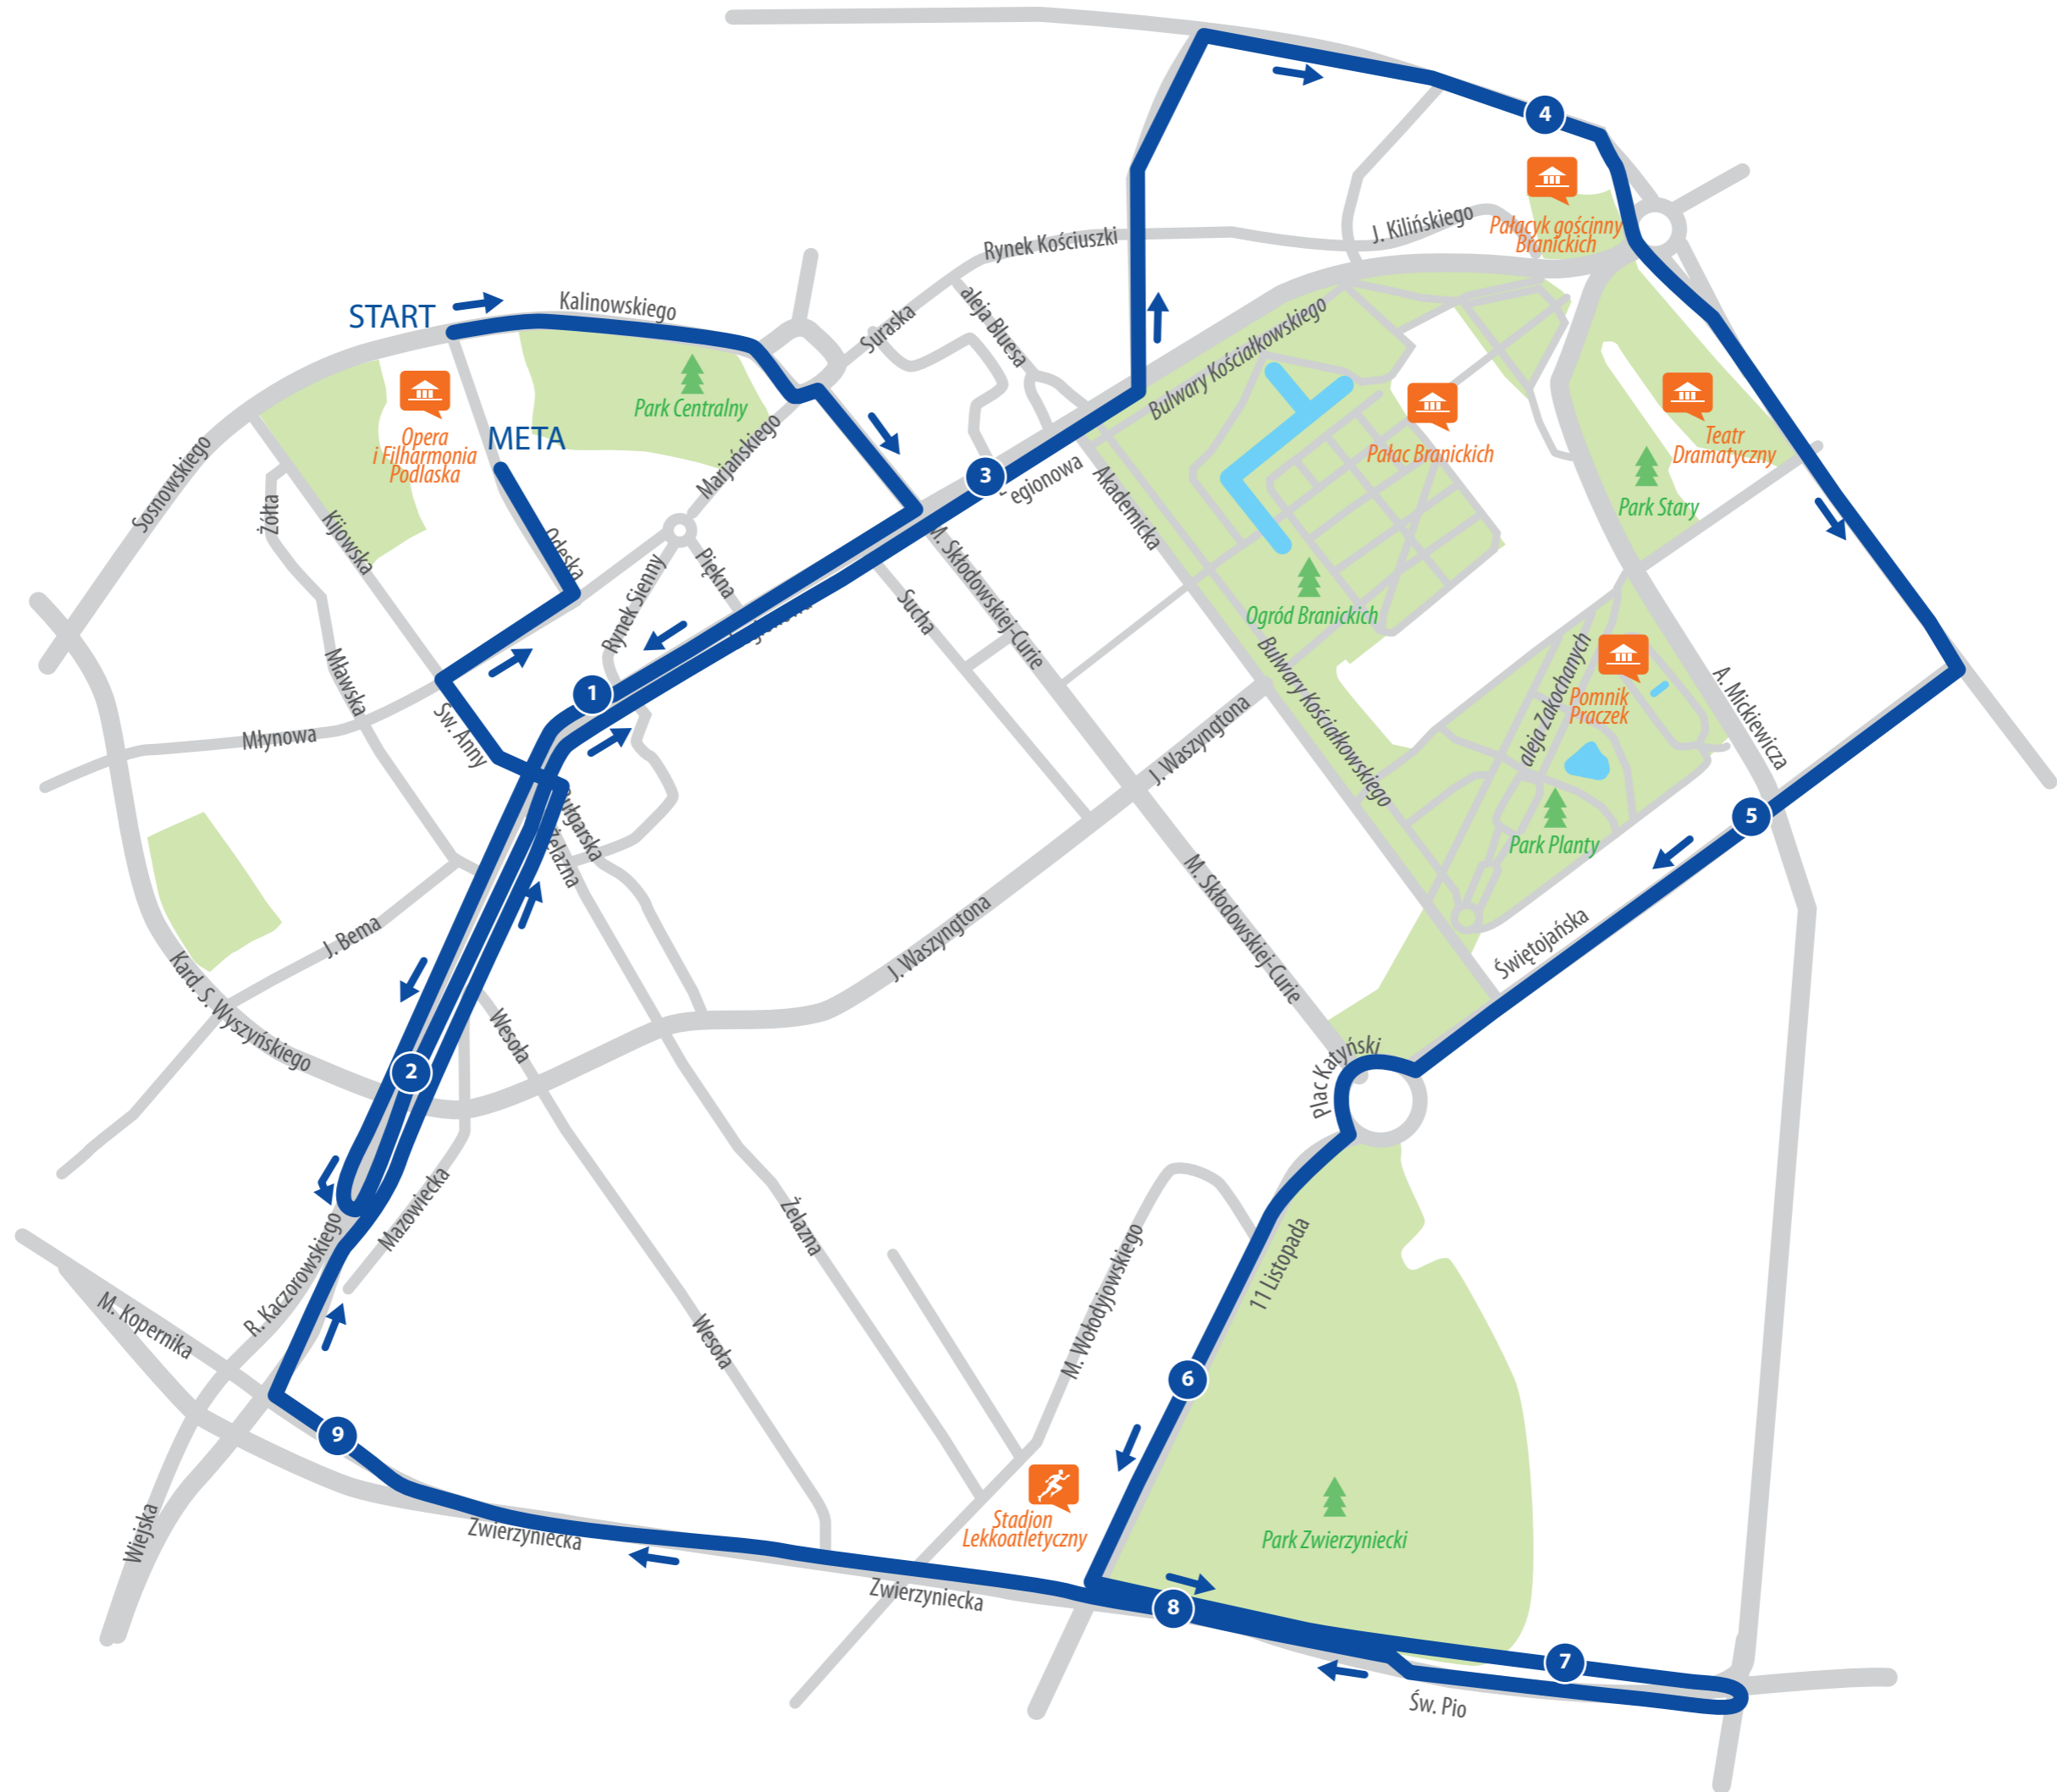 4
Pałacyk gościnny
Branickich
J. Kilińskiego
Rynek Kościuszki
START
Kalinowskiego
Suraska
aleja Bluesa
Bulwary Kościałkowskiego
Park Centralny
Opera
i Filharmonia
Podlaska
META
Marjańskiego
Pałac Branickich
Teatr
Dramatyczny
Park Stary
Sosnowskiego
Żółta
Kijowska
3
Legionowa
Akademicka
Odeska
Piękna
Rynek Sienny
M. Skłodowskiej-Curie
Sucha
Ogród Branickich
Mławska
Młynowa
Św. Anny
1
Bulwary Kościałkowskiego
aleja Zakochanych
Pomnik
Praczek
A. Mickiewicza
J. Waszyngtona
Bułgarska
Żelazna
5
Park Planty
M. Skłodowskiej-Curie
Świętojańska
J. Bema
J. Waszyngtona
Kard. S. Wyszyńskiego
Wesoła
2
Plac Katyński
Mazowiecka
R. Kaczorowskiego
Żelazna
11 Listopada
M. Wołodyjowskiego
M. Kopernika
Wesoła
6
9
Wiejska
Zwierzyniecka
Stadion
Lekkoatletyczny
Park Zwierzyniecki
Zwierzyniecka
8
7
Św. Pio